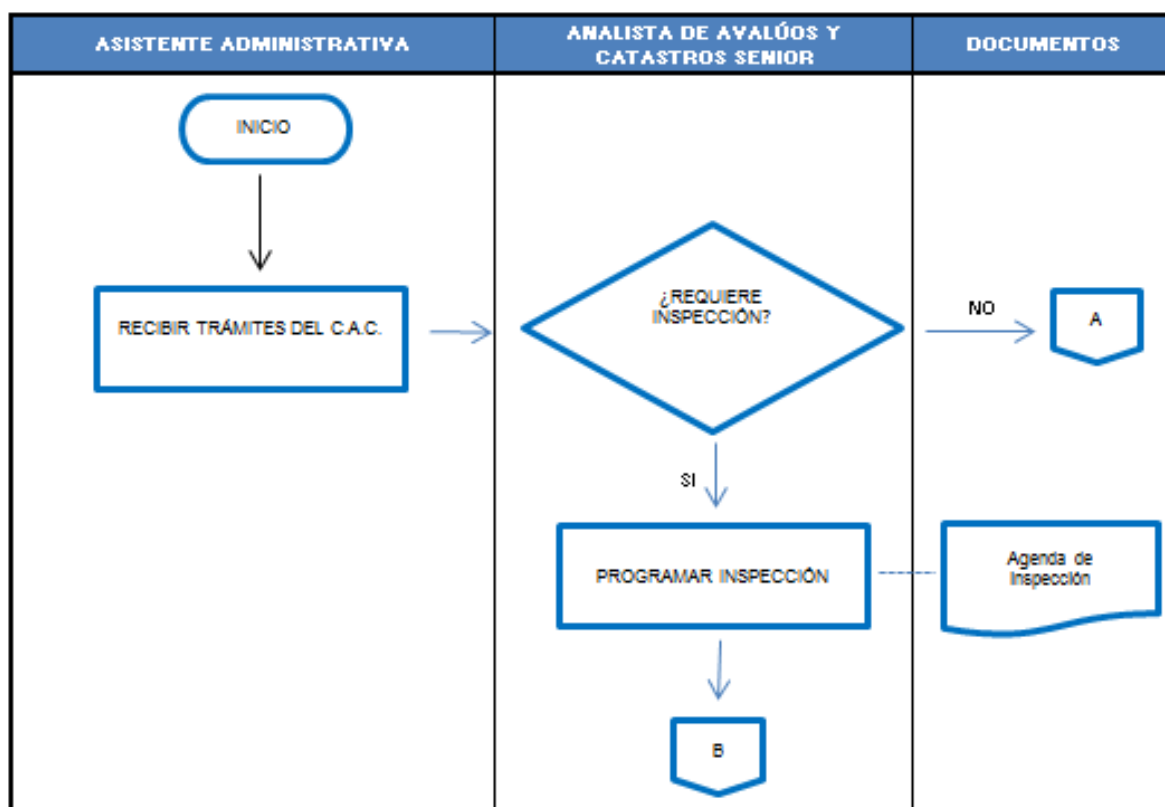 ASISTENTE ADMINISTRATIVA
ANALISTA DE AVALÚOS Y
CATASTROS SENIOR
DOCUMENTOS
INICIO
RECIBIR TRÁMITES DEL C.A.C.
¿REQUIERE
INSPECCIÓN?
NO
A
SI
PROGRAMAR INSPECCIÓN
Agenda de
Inspección
B